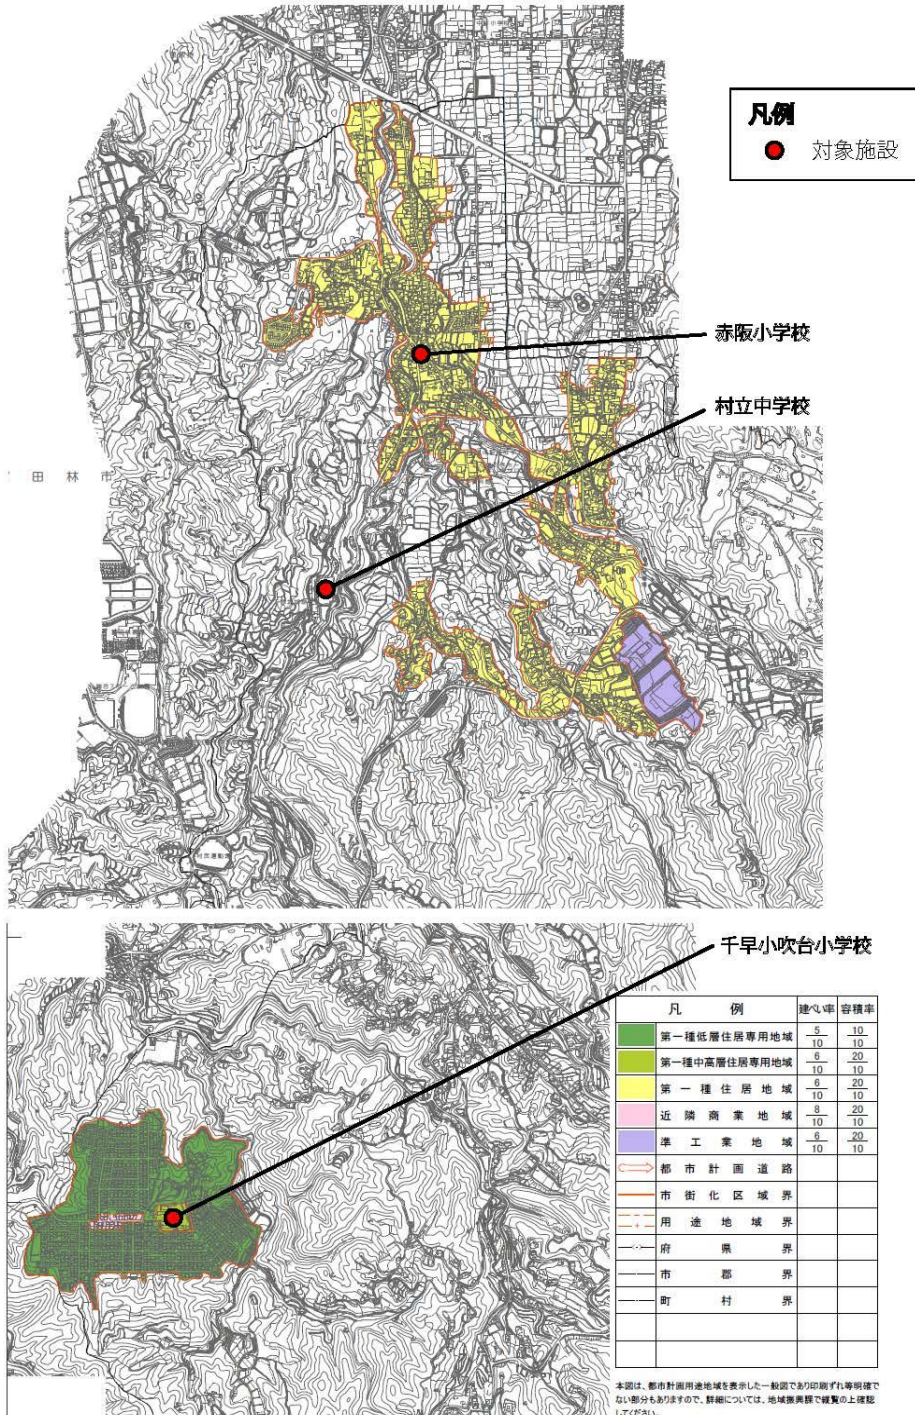 凡例
対象施設
赤阪小学校
村立中学校
田林市
千早小吹台小学校
凡例 建ぺい率 容積率
第一種低層住居専用地域 5/10 10/10
第一種中高層住居専用地域 6/10 20/10
第一種住居地域 6/10 20/10
近隣商業地域 8/10 20/10
準工業地域 6/10 20/10
都市計画道路
市街化区域界
用途地域界
府県界
市郡界
町村界
本図は、都市計画用途地域を表示した一般図であり印刷ずれ等明確で
ない部分もありますので、詳細については、地域振興課で縦覧の上確認
してください。